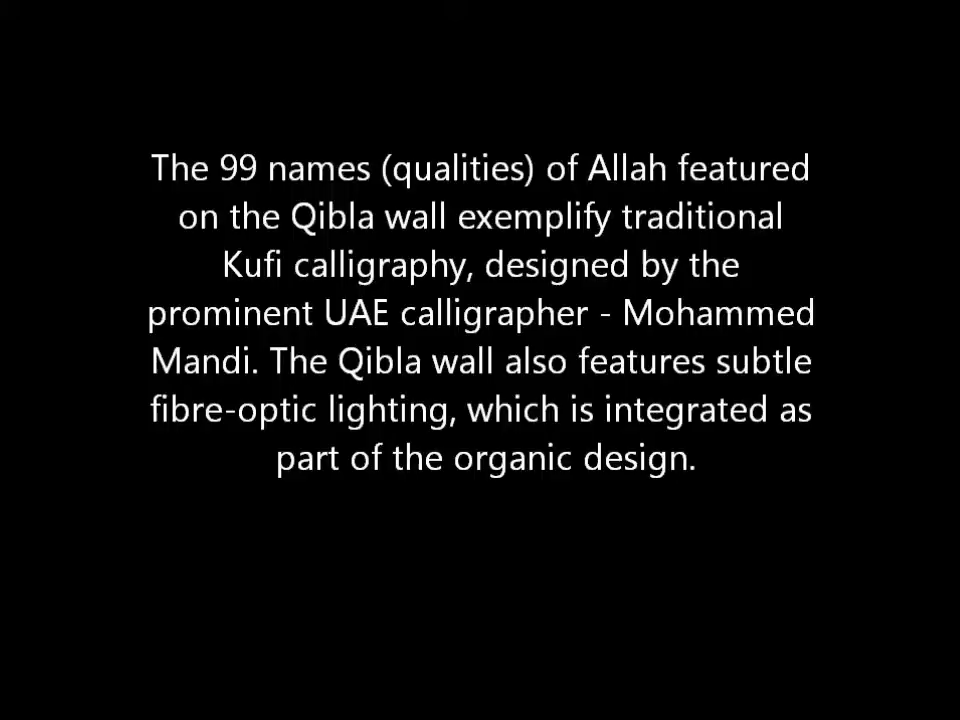 The 99 names (qualities) of Allah featured
on the Qibla wall exemplify traditional
Kufi calligraphy, designed by the
prominent UAE calligrapher - Mohammed
Mandi. The Qibla wall also features subtle
fibre-optic lighting, which is integrated as
part of the organic design.